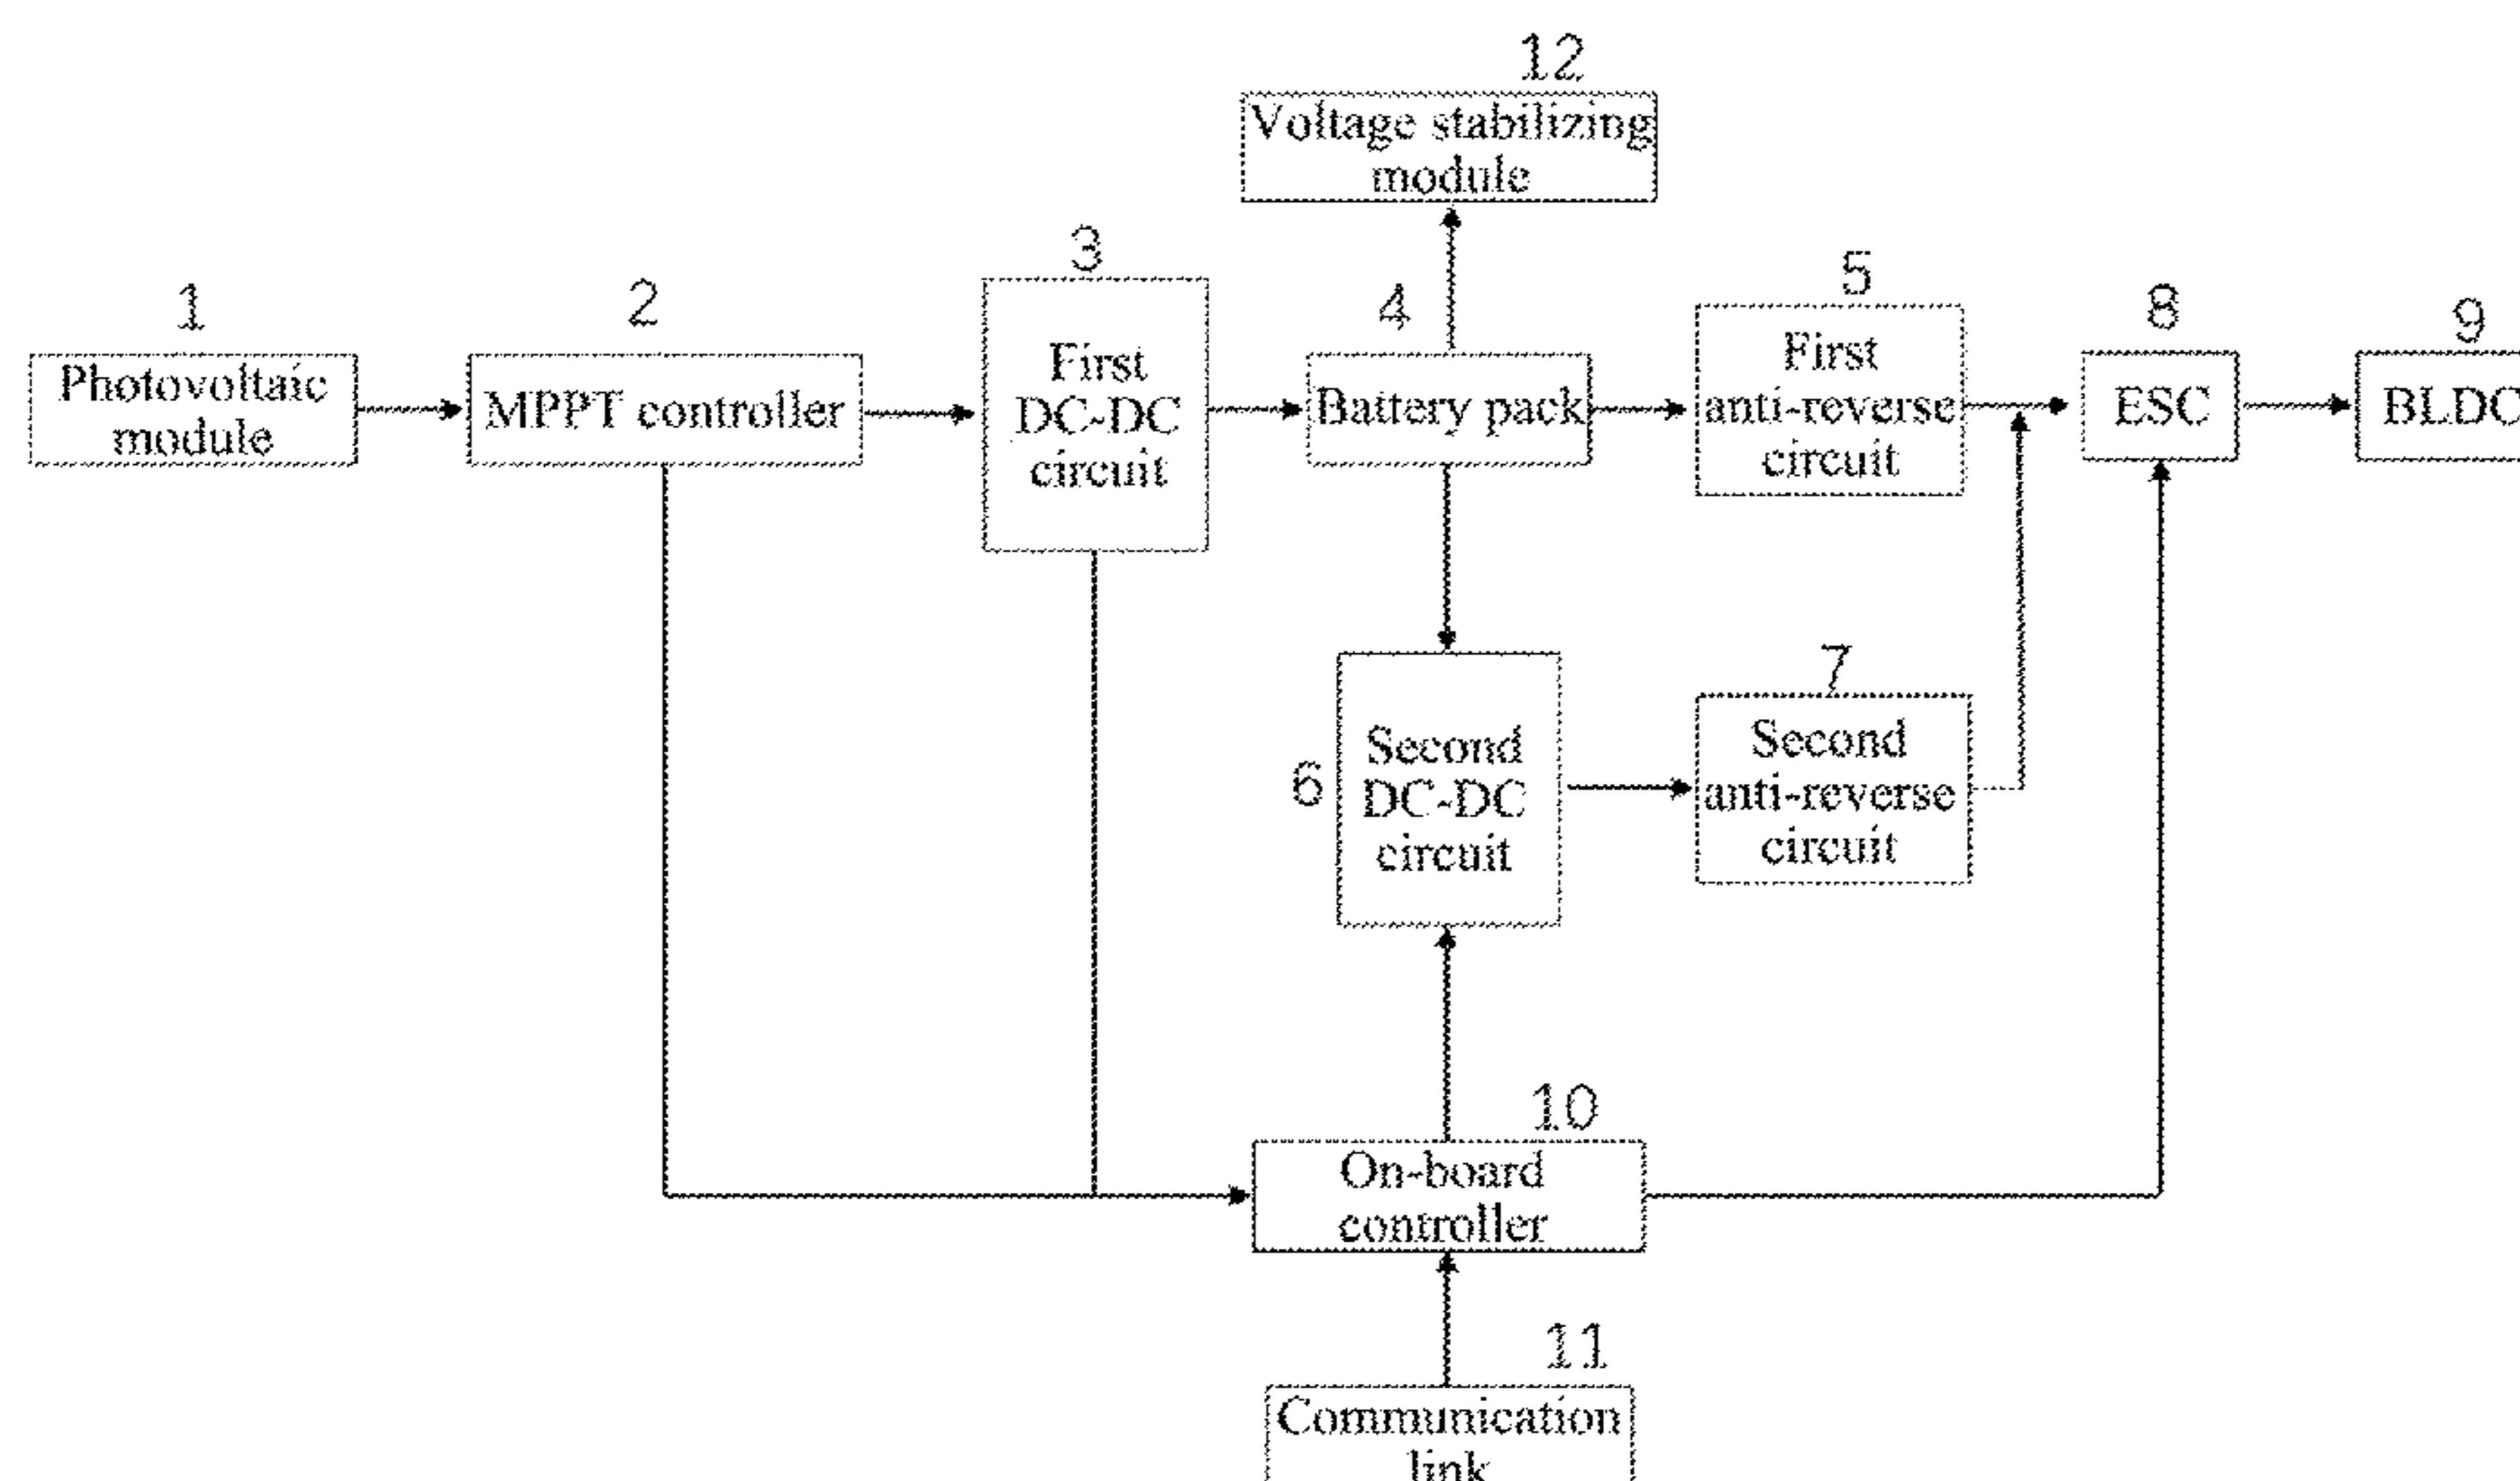 12
Voltage stabilizing
module
1
Photovoltaic
module
2
MPPT controller
3
First
DC-DC
circuit
4
Battery pack
5
First
anti-reverse
circuit
8
ESC
9
BLDC
6
Second
DC-DC
circuit
7
Second
anti-reverse
circuit
10
On-board
controller
11
Communication
link